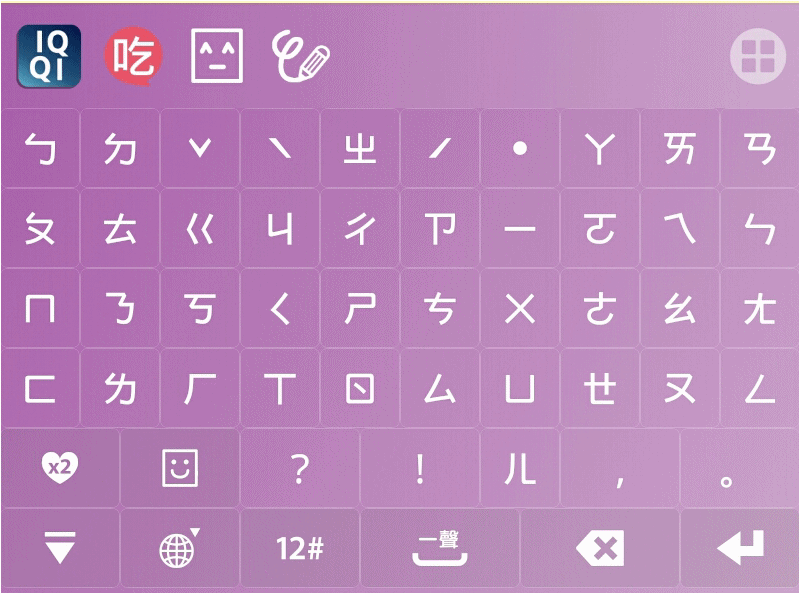 IQ
QI 吃
ㄅ ㄉ ˇ ˋ ㄓ ˊ ˙ ㄚ ㄞ ㄢ
ㄆ ㄊ ㄍ ㄐ ㄔ ㄗ ㄧ ㄛ ㄟ ㄣ
ㄇ ㄋ ㄎ ㄑ ㄕ ㄘ ㄨ ㄜ ㄠ ㄤ
ㄈ ㄌ ㄏ ㄒ ㄖ ㄙ ㄩ ㄝ ㄡ ㄥ
x2 ? ! ㄦ , 。
12# 一聲